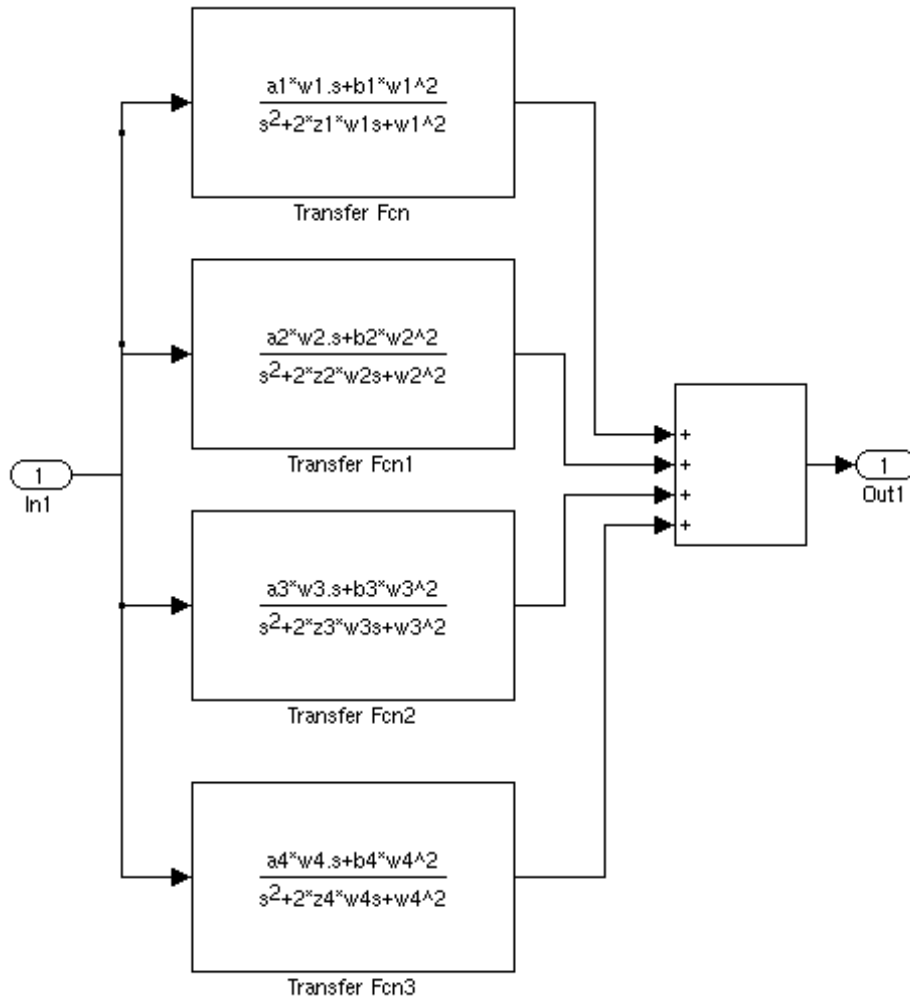 a1*w1.s+b1*w1^2
s2+2*z1*w1s+w1^2
Transfer Fcn
a2*w2.s+b2*w2^2
s2+2*z2*w2s+w2^2
Transfer Fcn1
+
+
+
+
1
In1
1
Out1
a3*w3.s+b3*w3^2
s2+2*z3*w3s+w3^2
Transfer Fcn2
a4*w4.s+b4*w4^2
s2+2*z4*w4s+w4^2
Transfer Fcn3